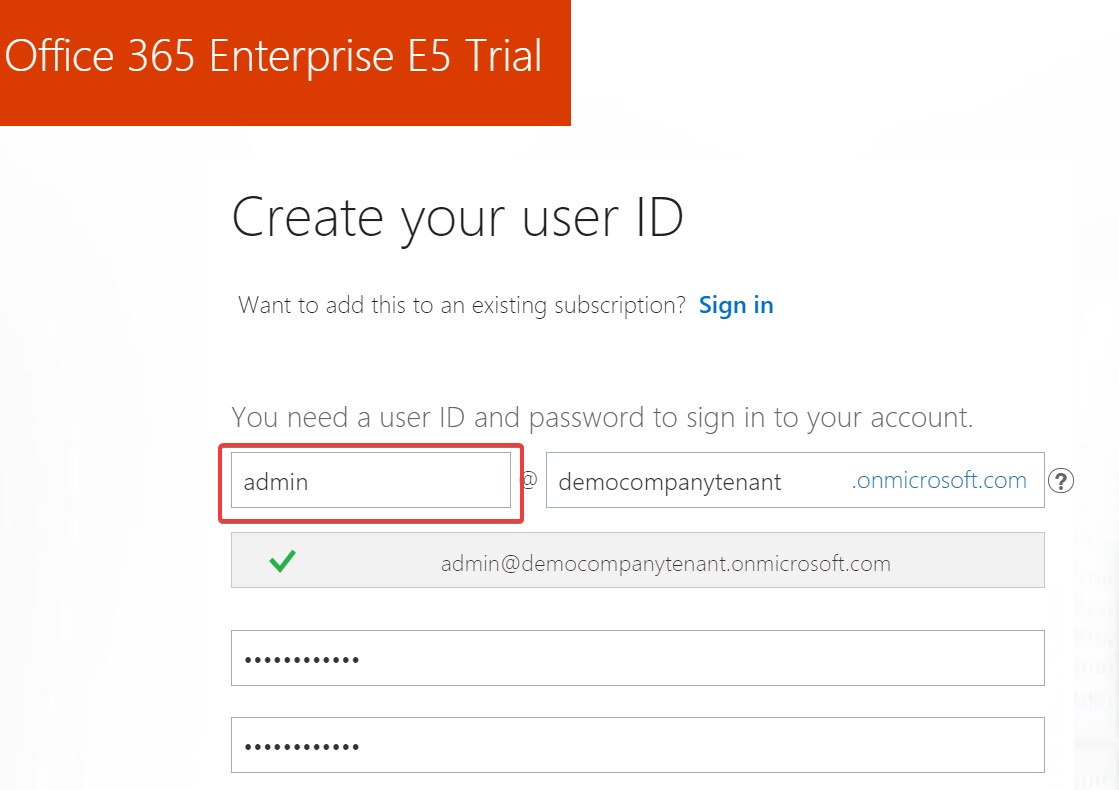 Office 365 Enterprise E5 Trial
Create your user ID
Want to add this to an existing subscription? Sign in
You need a user ID and password to sign in to your account.
admin @ democompanytenant .onmicrosoft.com ?
admin@democompanytenant.onmicrosoft.com
••••••••••••
••••••••••••